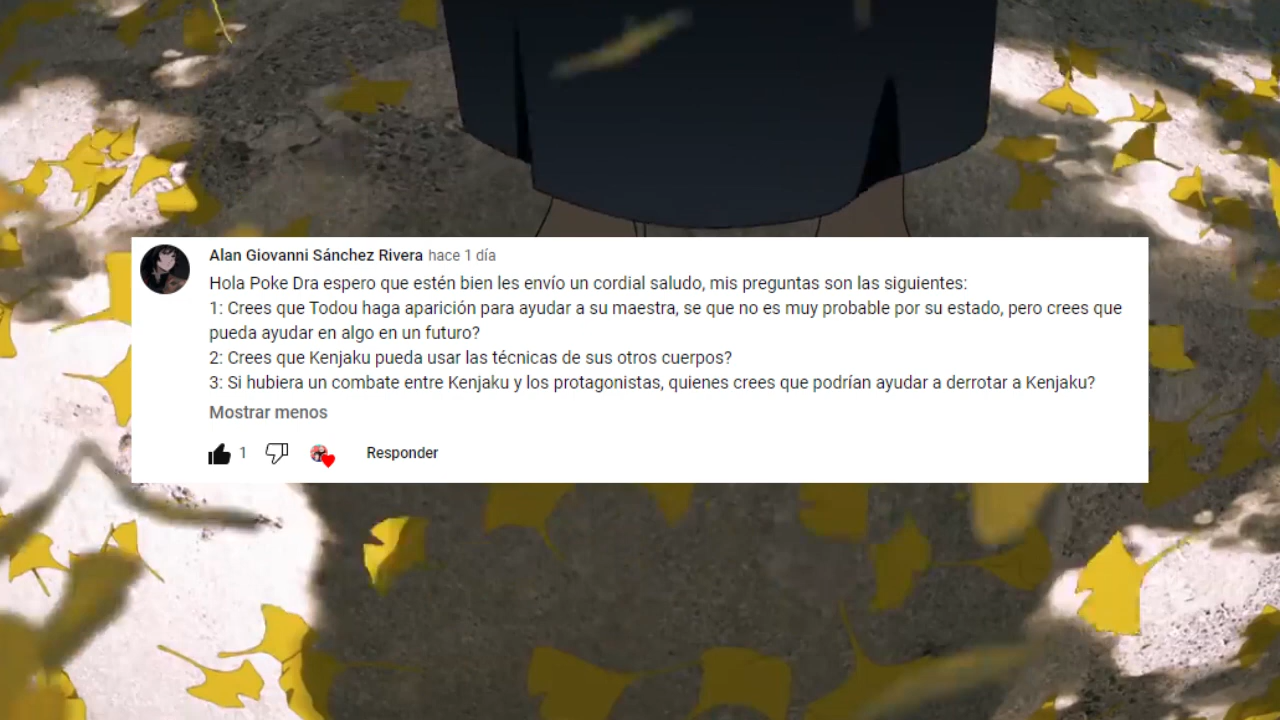 Alan Giovanni Sánchez Rivera hace 1 día
Hola Poke Dra espero que estén bien les envío un cordial saludo, mis preguntas son las siguientes:
1: Crees que Todou haga aparición para ayudar a su maestra, se que no es muy probable por su estado, pero crees que
pueda ayudar en algo en un futuro?
2: Crees que Kenjaku pueda usar las técnicas de sus otros cuerpos?
3: Si hubiera un combate entre Kenjaku y los protagonistas, quienes crees que podrían ayudar a derrotar a Kenjaku?
Mostrar menos
1 Responder